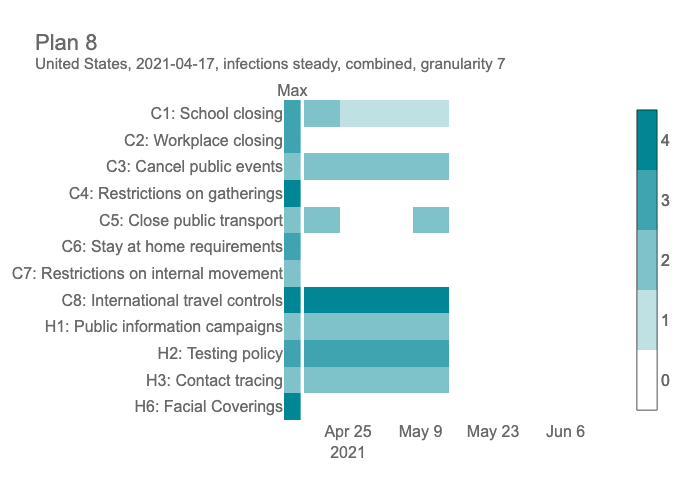 Plan 8
United States, 2021-04-17, infections steady, combined, granularity 7
Max
C1: School closing
C2: Workplace closing
C3: Cancel public events
C4: Restrictions on gatherings
C5: Close public transport
C6: Stay at home requirements
C7: Restrictions on internal movement
C8: International travel controls
H1: Public information campaigns
H2: Testing policy
H3: Contact tracing
H6: Facial Coverings
Apr 25 May 9 May 23 Jun 6
2021
4
3
2
1
0